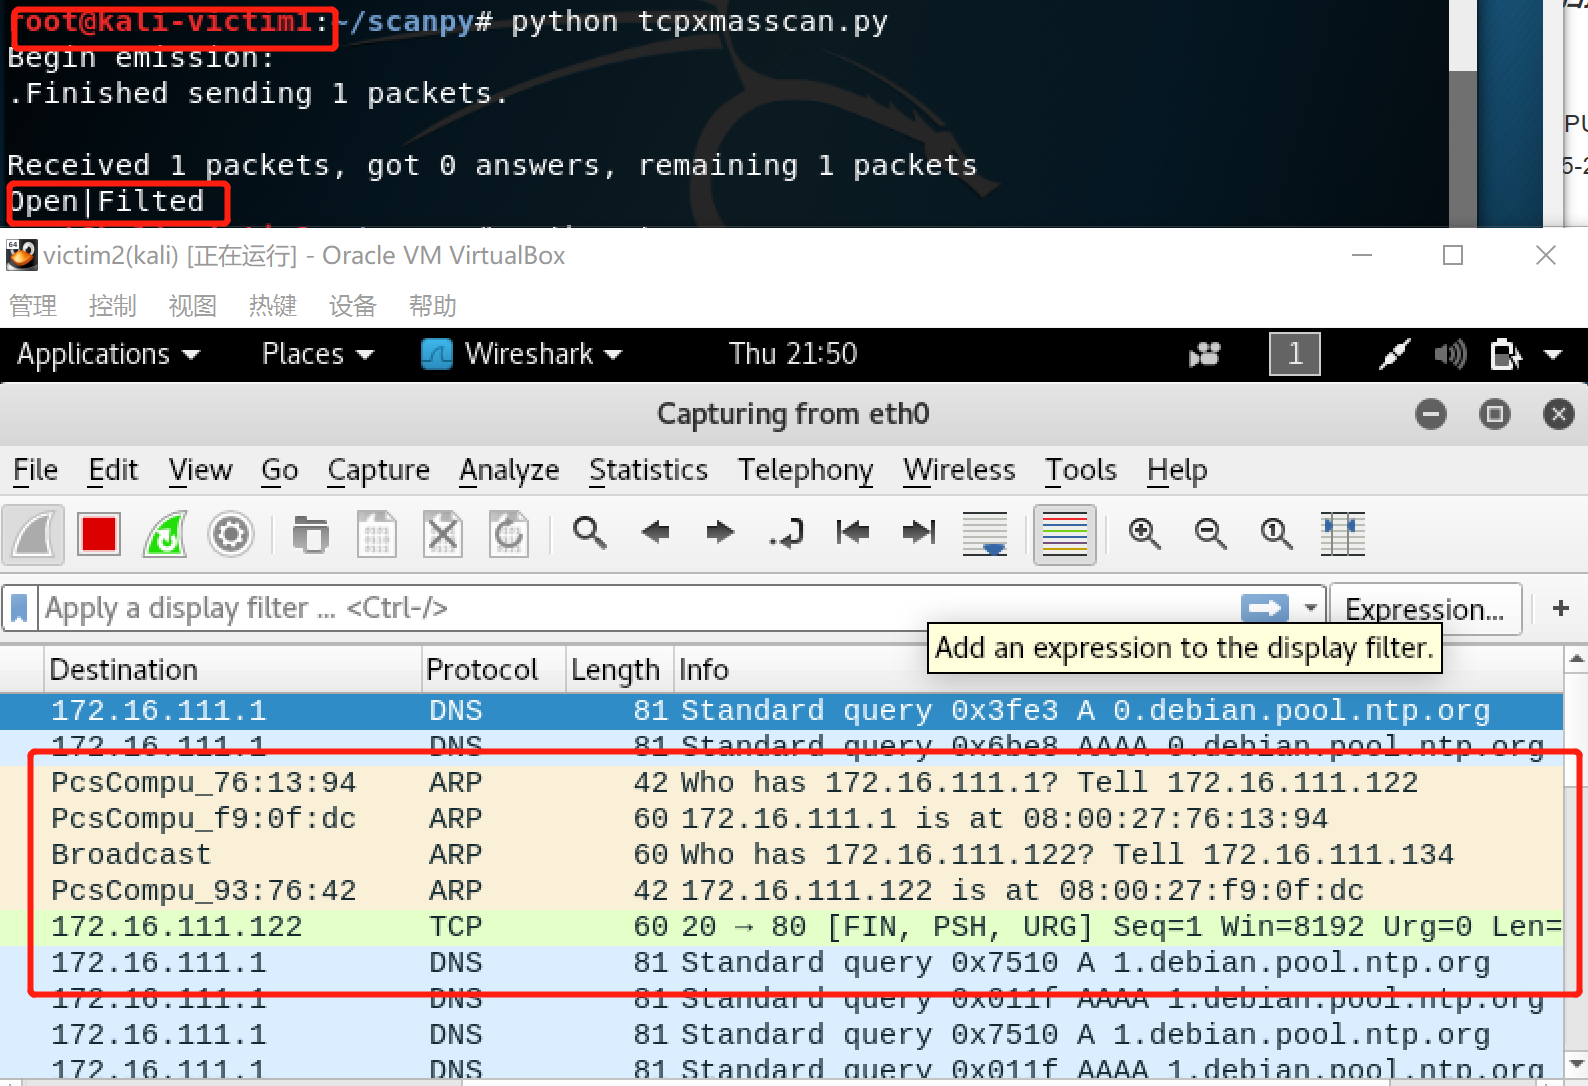 root@kali-victim1:~/scanpy# python tcpxmasscan.py
Begin emission:
.Finished sending 1 packets.
Received 1 packets, got 0 answers, remaining 1 packets
Open|Filted
victim2(kali) [正在运行] - Oracle VM VirtualBox
管理 控制 视图 热键 设备 帮助
Applications Places Wireshark Thu 21:50 1
Capturing from eth0
File Edit View Go Capture Analyze Statistics Telephony Wireless Tools Help
Apply a display filter ... <Ctrl-/> Expression... +
Add an expression to the display filter.
Destination Protocol Length Info
172.16.111.1 DNS 81 Standard query 0x3fe3 A 0.debian.pool.ntp.org
172.16.111.1 DNS 81 Standard query 0x6be8 AAAA 0.debian.pool.ntp.org
PcsCompu_76:13:94 ARP 42 Who has 172.16.111.1? Tell 172.16.111.122
PcsCompu_f9:0f:dc ARP 60 172.16.111.1 is at 08:00:27:76:13:94
Broadcast ARP 60 Who has 172.16.111.122? Tell 172.16.111.134
PcsCompu_93:76:42 ARP 42 172.16.111.122 is at 08:00:27:f9:0f:dc
172.16.111.122 TCP 60 20 → 80 [FIN, PSH, URG] Seq=1 Win=8192 Urg=0 Len=
172.16.111.1 DNS 81 Standard query 0x7510 A 1.debian.pool.ntp.org
172.16.111.1 DNS 81 Standard query 0x011f AAAA 1.debian.pool.ntp.org
172.16.111.1 DNS 81 Standard query 0x7510 A 1.debian.pool.ntp.org
172.16.111.1 DNS 81 Standard query 0x011f AAAA 1.debian.pool.ntp.org